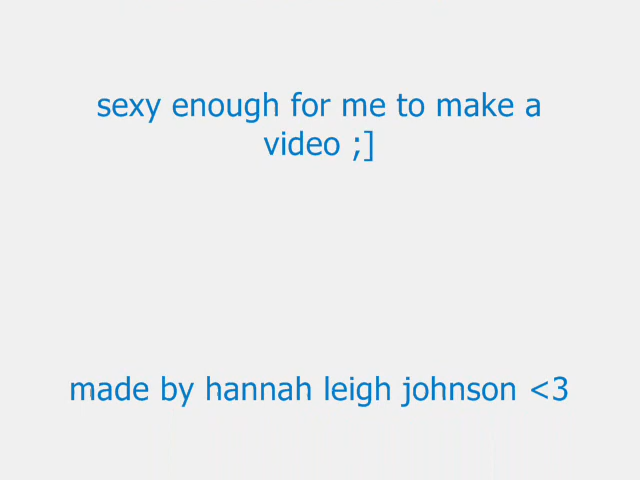 sexy enough for me to make a
video ;]
made by hannah leigh johnson <3